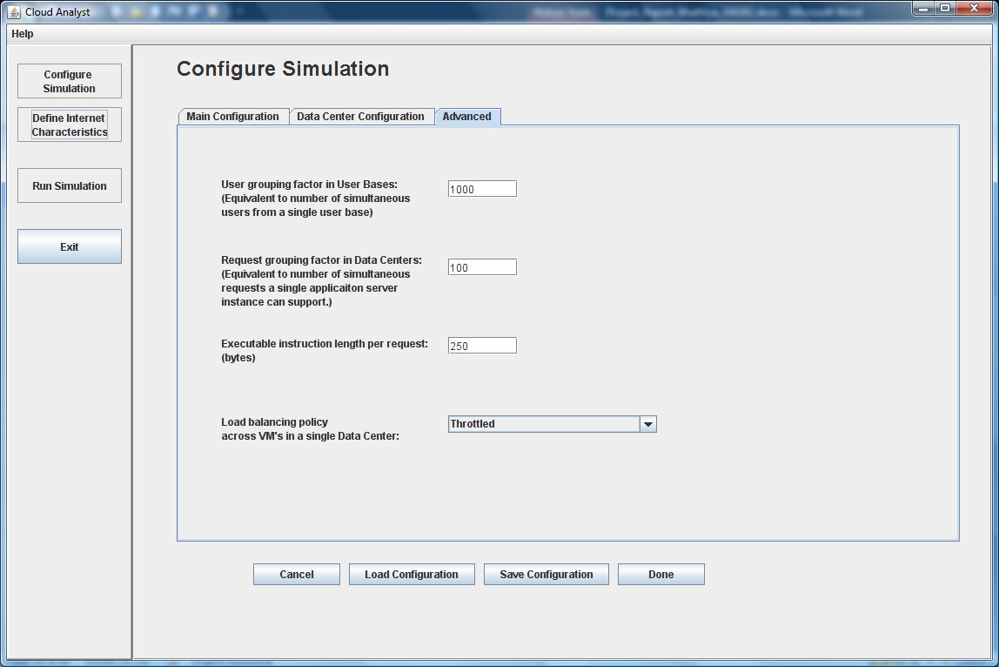 Cloud Analyst
Help
Configure
Simulation
Define Internet
Characteristics
Run Simulation
Exit
Configure Simulation
Main Configuration
Data Center Configuration
Advanced
User grouping factor in User Bases:
(Equivalent to number of simultaneous
users from a single user base)
1000
Request grouping factor in Data Centers:
(Equivalent to number of simultaneous
requests a single applicaiton server
instance can support.)
100
Executable instruction length per request:
(bytes)
250
Load balancing policy
across VM's in a single Data Center:
Throttled
Cancel
Load Configuration
Save Configuration
Done